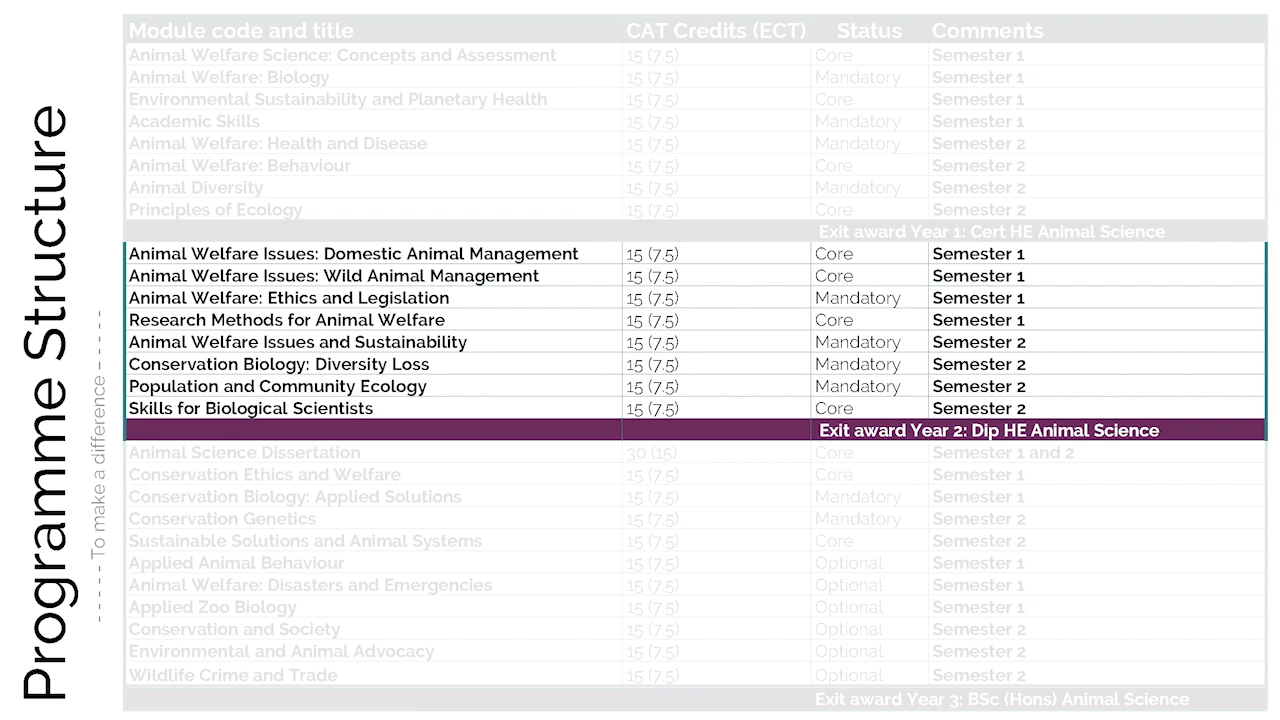 Programme Structure
- - - - - To make a difference - - - - -
Module code and title CAT Credits (ECT) Status Comments
Animal Welfare Science: Concepts and Assessment 15 (7.5) Core Semester 1
Animal Welfare: Biology 15 (7.5) Mandatory Semester 1
Environmental Sustainability and Planetary Health 15 (7.5) Core Semester 1
Academic Skills 15 (7.5) Mandatory Semester 1
Animal Welfare: Health and Disease 15 (7.5) Mandatory Semester 2
Animal Welfare: Behaviour 15 (7.5) Core Semester 2
Animal Diversity 15 (7.5) Mandatory Semester 2
Principles of Ecology 15 (7.5) Core Semester 2
Exit award Year 1: Cert HE Animal Science
Animal Welfare Issues: Domestic Animal Management 15 (7.5) Core Semester 1
Animal Welfare Issues: Wild Animal Management 15 (7.5) Core Semester 1
Animal Welfare: Ethics and Legislation 15 (7.5) Mandatory Semester 1
Research Methods for Animal Welfare 15 (7.5) Core Semester 1
Animal Welfare Issues and Sustainability 15 (7.5) Mandatory Semester 2
Conservation Biology: Diversity Loss 15 (7.5) Mandatory Semester 2
Population and Community Ecology 15 (7.5) Mandatory Semester 2
Skills for Biological Scientists 15 (7.5) Core Semester 2
Exit award Year 2: Dip HE Animal Science
Animal Science Dissertation 30 (15) Core Semester 1 and 2
Conservation Ethics and Welfare 15 (7.5) Core Semester 1
Conservation Biology: Applied Solutions 15 (7.5) Mandatory Semester 1
Conservation Genetics 15 (7.5) Mandatory Semester 2
Sustainable Solutions and Animal Systems 15 (7.5) Core Semester 2
Applied Animal Behaviour 15 (7.5) Optional Semester 1
Animal Welfare: Disasters and Emergencies 15 (7.5) Optional Semester 1
Applied Zoo Biology 15 (7.5) Optional Semester 1
Conservation and Society 15 (7.5) Optional Semester 2
Environmental and Animal Advocacy 15 (7.5) Optional Semester 2
Wildlife Crime and Trade 15 (7.5) Optional Semester 2
Exit award Year 3: BSc (Hons) Animal Science